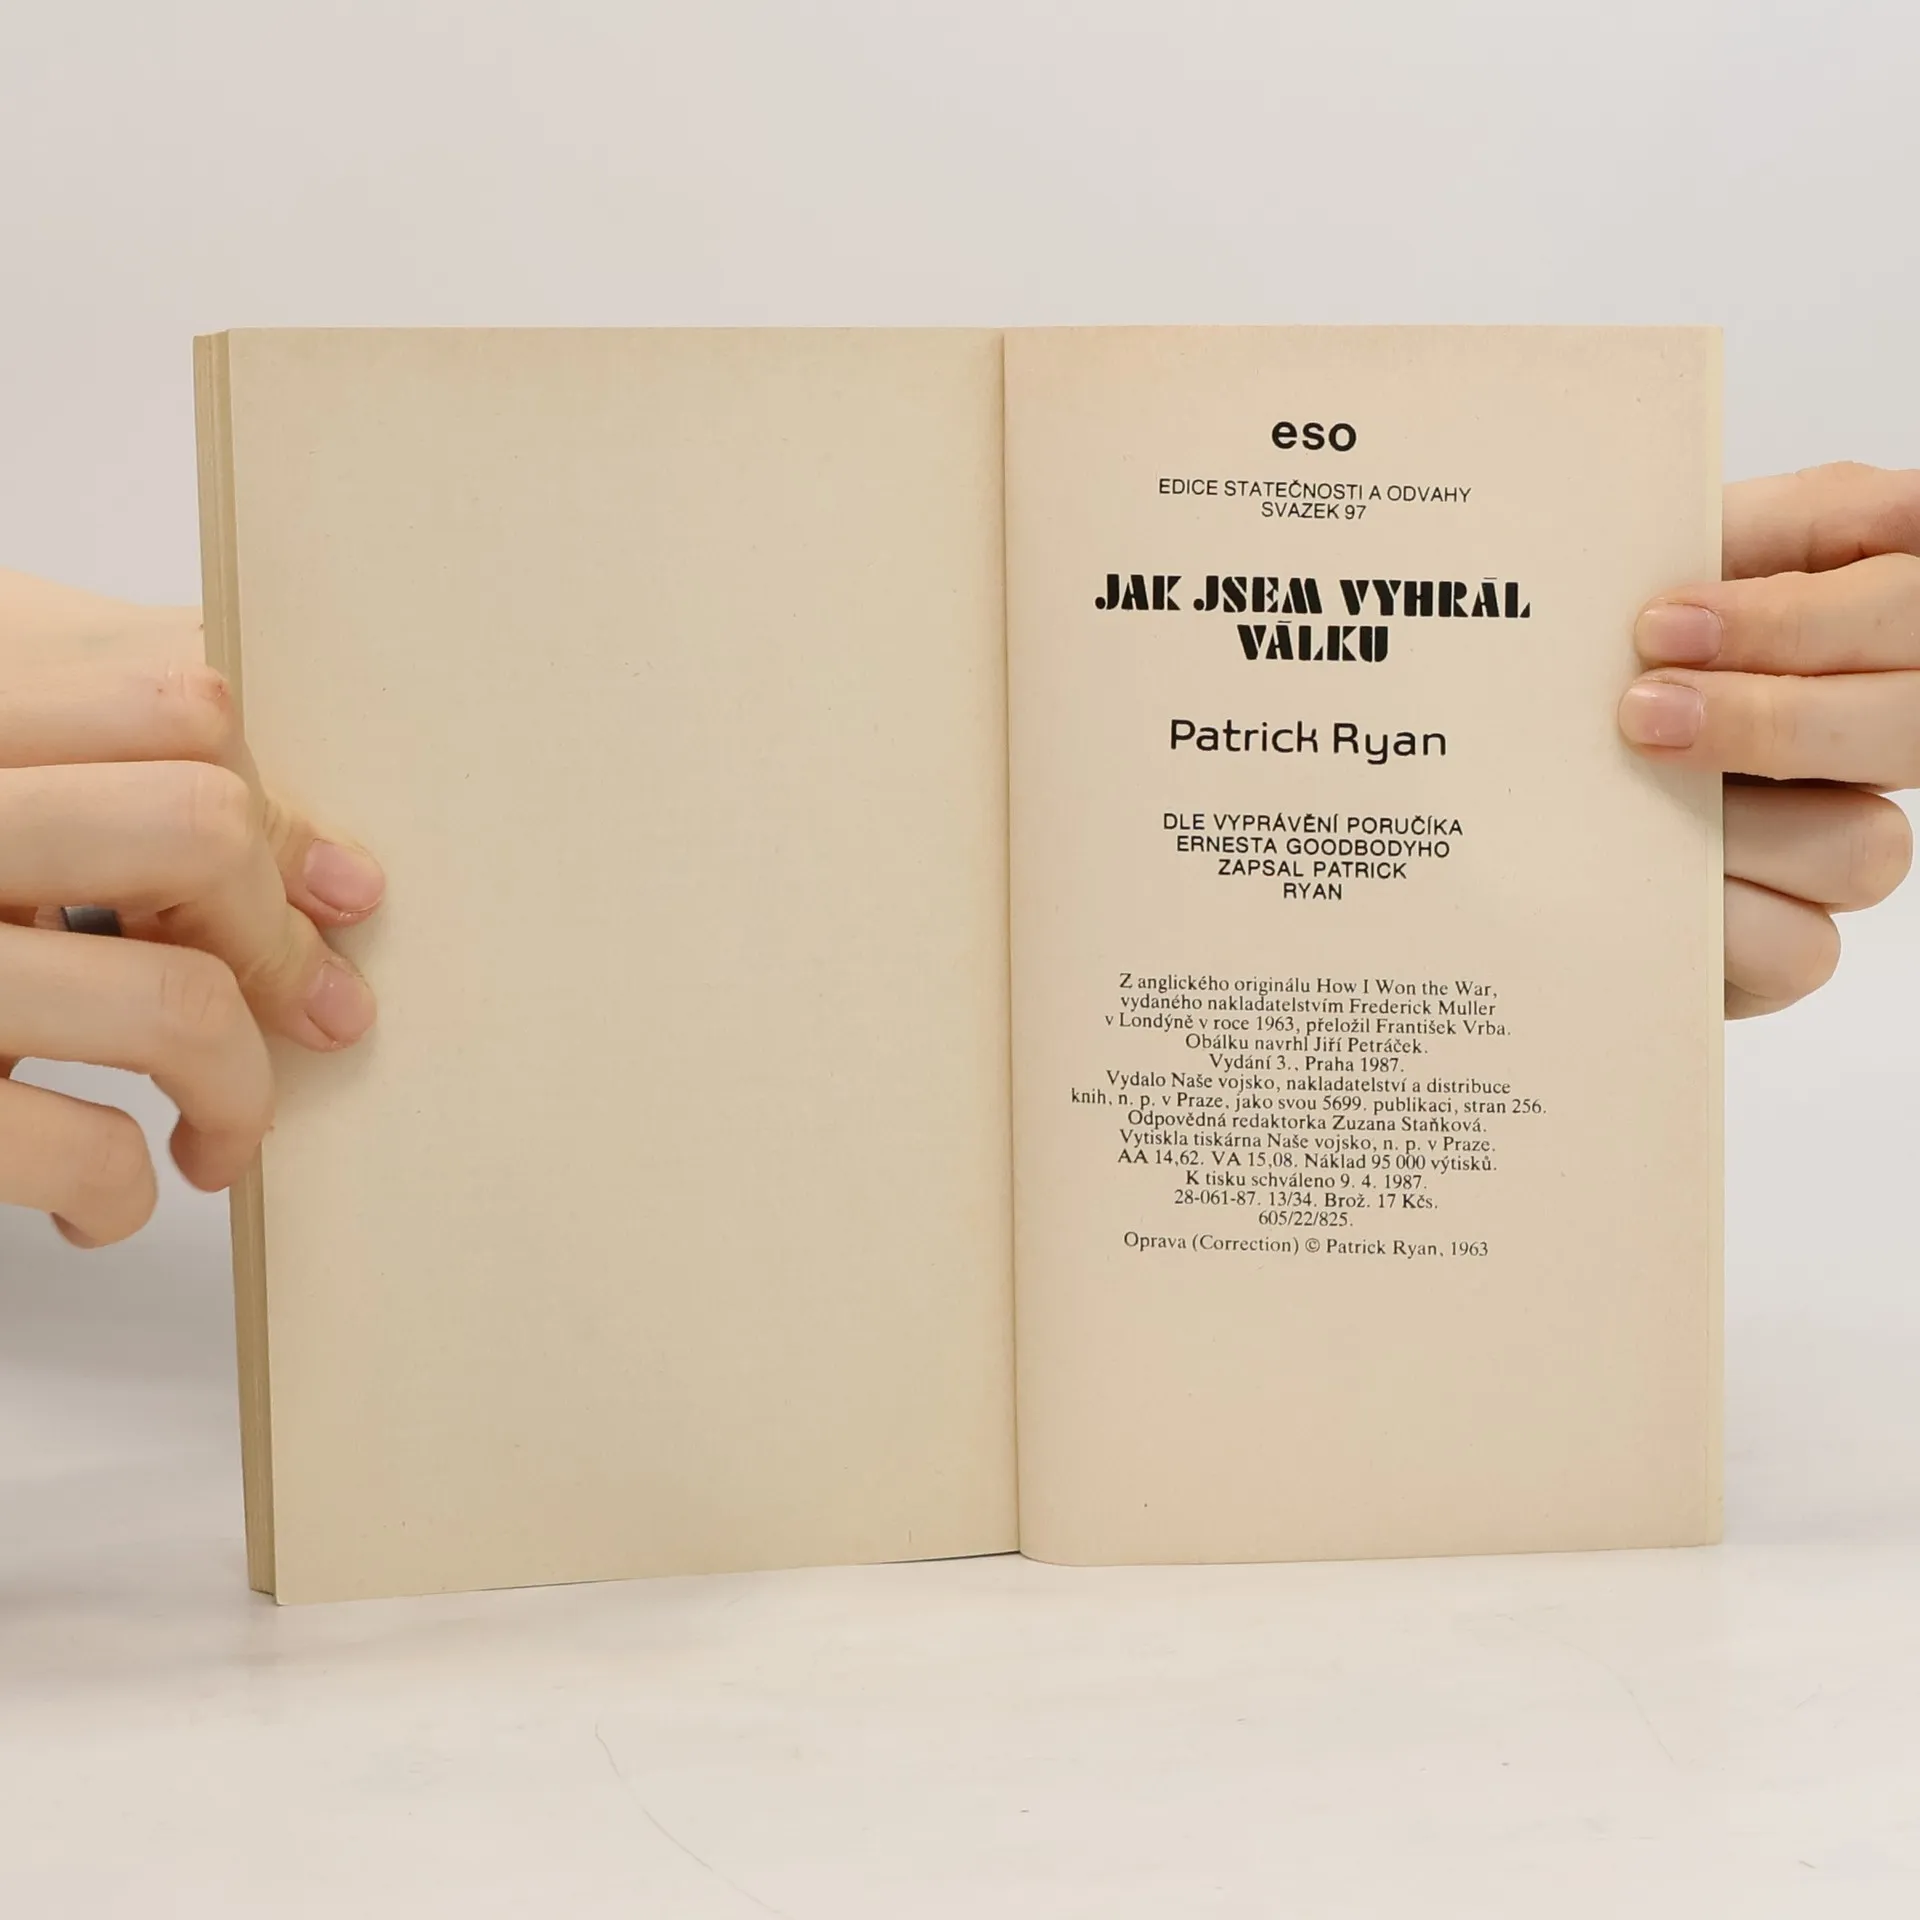 eso
EDICE STATEČNOSTI A ODVAHY
SVAZEK 97
JAK JSEM VYHRÁL
VÁLKU
Patrick Ryan
DLE VYPRÁVĚNÍ PORUČÍKA
ERNESTA GOODBODYHO
ZAPSAL PATRICK
RYAN
Z anglického originálu How I Won the War,
vydaného nakladatelstvím Frederick Muller
v Londýně v roce 1963, přeložil František Vrba.
Obálku navrhl Jiří Petráček.
Vydání 3., Praha 1987.
Vydalo Naše vojsko, nakladatelství a distribuce
knih, n. p. v Praze, jako svou 5699. publikaci, stran 256.
Odpovědná redaktorka Zuzana Staňková.
Vytiskla tiskárna Naše vojsko, n. p. v Praze.
AA 14,62. VA 15,08. Náklad 95 000 výtisků.
K tisku schváleno 9. 4. 1987.
28-061-87. 13/34. Brož. 17 Kčs.
605/22/825.
Oprava (Correction) © Patrick Ryan, 1963